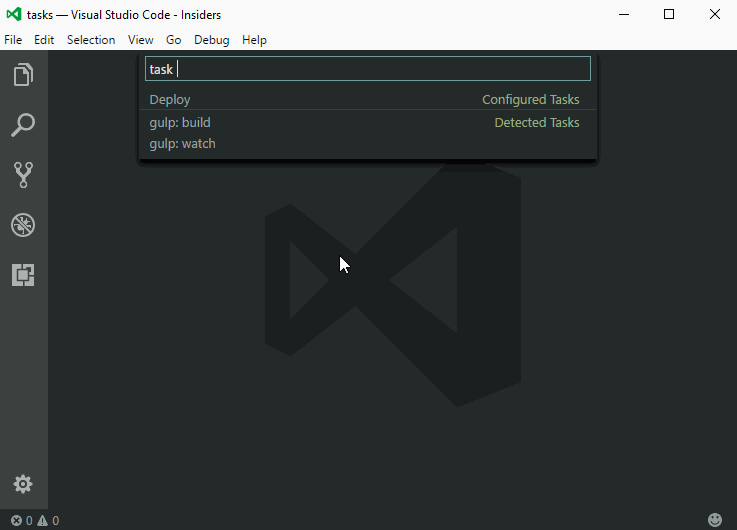 tasks — Visual Studio Code - Insiders
File Edit Selection View Go Debug Help
task
Deploy Configured Tasks
gulp: build Detected Tasks
gulp: watch
0 0